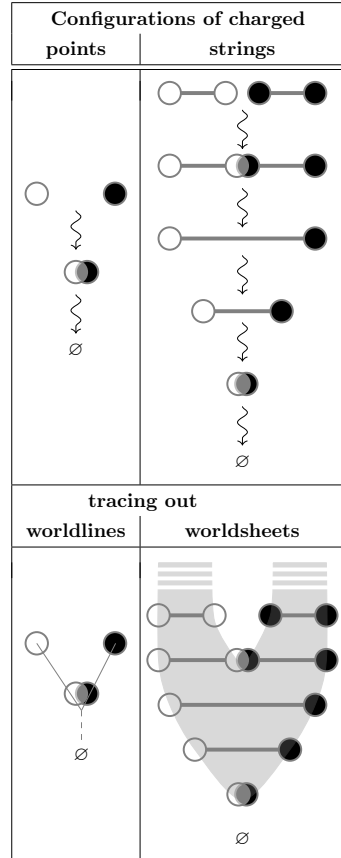 Configurations of charged
points strings
∅
∅
tracing out
worldlines worldsheets
∅
∅